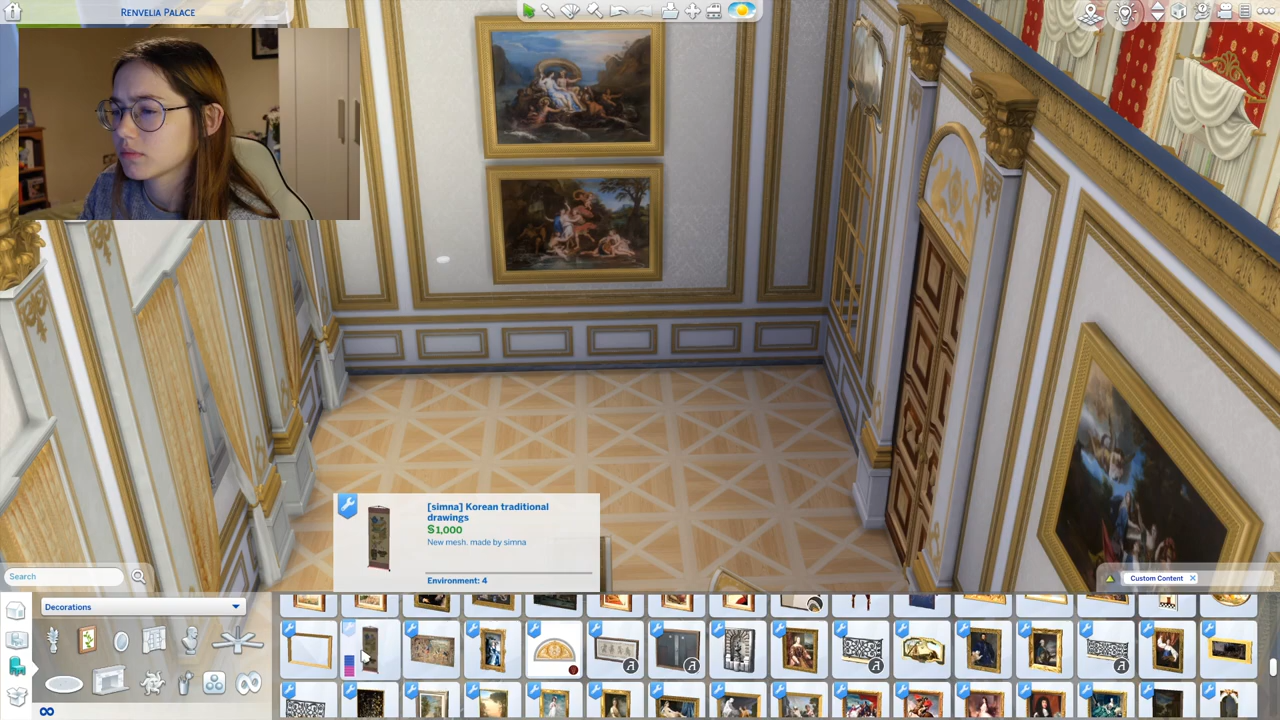 RENVELIA PALACE
[simna] Korean traditional
drawings
§1,000
New mesh. made by simna
Environment: 4
Search
Custom Content
Decorations